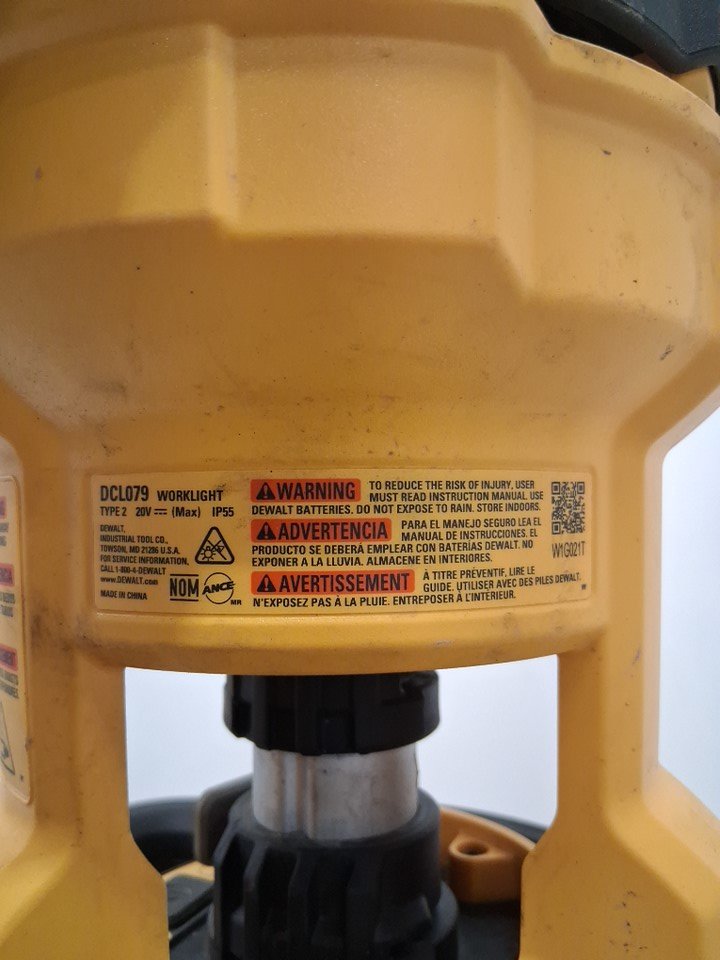 DCL079 WORKLIGHT
TYPE 2 20V ⎓ (Max) IP55
DEWALT,
INDUSTRIAL TOOL CO.,
TOWSON, MD 21286 U.S.A.
FOR SERVICE INFORMATION,
CALL 1-800-4-DEWALT
www.DEWALT.com
MADE IN CHINA
NOM
ANCE
MR
WARNING TO REDUCE THE RISK OF INJURY, USER
MUST READ INSTRUCTION MANUAL. USE
DEWALT BATTERIES. DO NOT EXPOSE TO RAIN. STORE INDOORS.
ADVERTENCIA PARA EL MANEJO SEGURO LEA EL
MANUAL DE INSTRUCCIONES. EL
PRODUCTO SE DEBERÁ EMPLEAR CON BATERÍAS DEWALT. NO
EXPONER A LA LLUVIA. ALMACENE EN INTERIORES.
AVERTISSEMENT À TITRE PRÉVENTIF, LIRE LE
GUIDE. UTILISER AVEC DES PILES DEWALT.
N'EXPOSEZ PAS À LA PLUIE. ENTREPOSER À L'INTÉRIEUR.
W1G021T